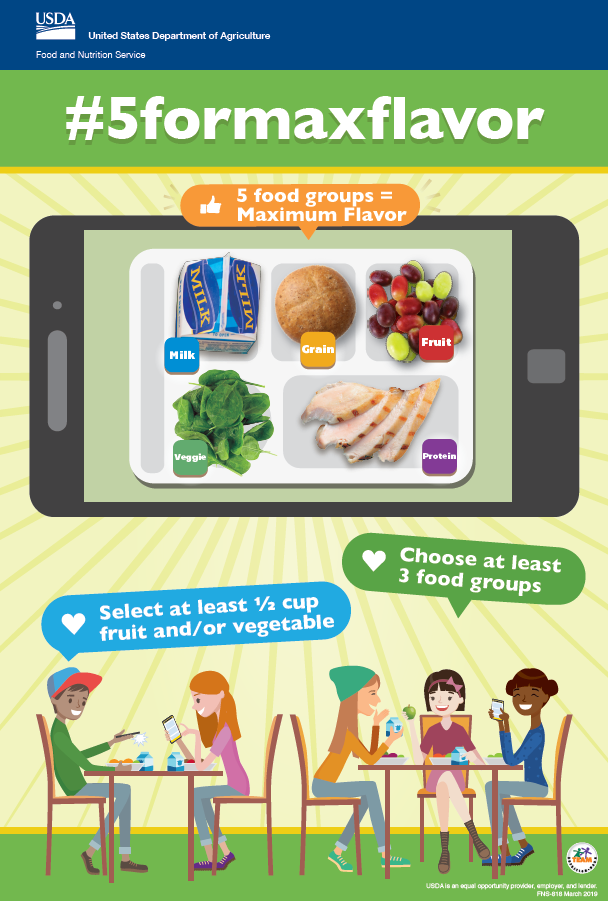 USDA
United States Department of Agriculture
Food and Nutrition Service
#5formaxflavor
5 food groups =
Maximum Flavor
MILK
MILK
Milk
Grain
Fruit
Veggie
Protein
Choose at least
3 food groups
Select at least ½ cup
fruit and/or vegetable
TEAM
USDA is an equal opportunity provider, employer, and lender.
FNS-616 March 2019